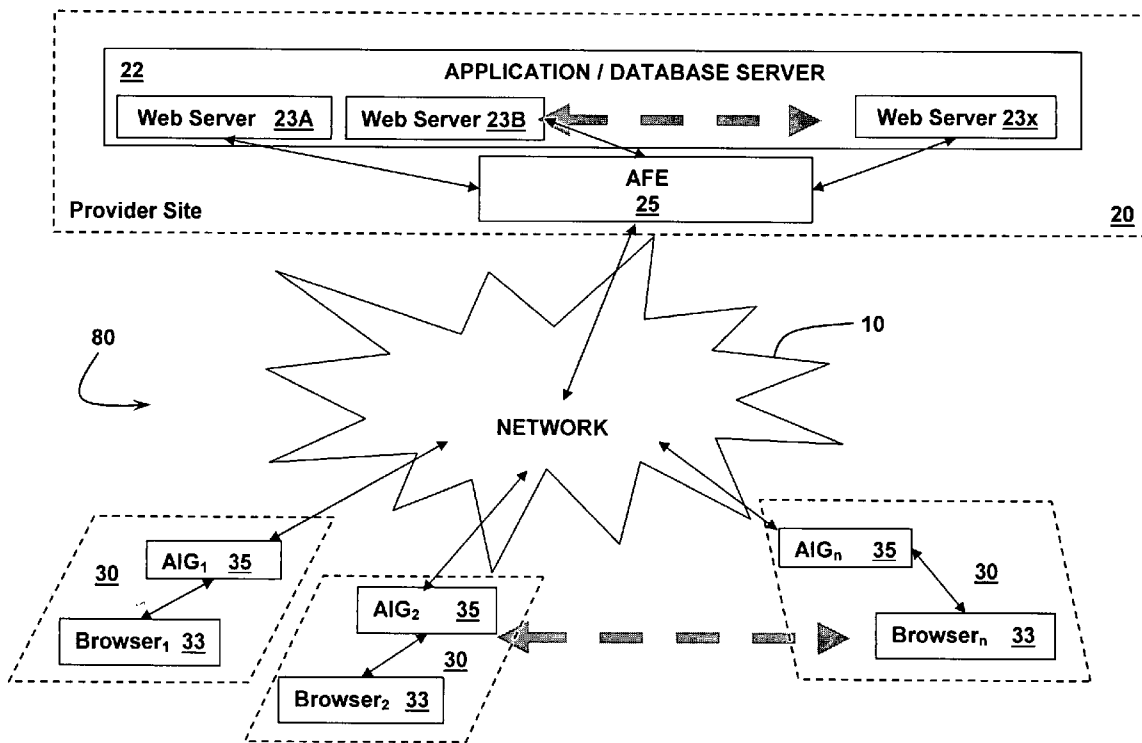 22 APPLICATION / DATABASE SERVER
Web Server 23A
Web Server 23B
Web Server 23x
AFE
25
Provider Site
20
80
10
NETWORK
AIG₁ 35
30
Browser₁ 33
AIG₂ 35
30
Browser₂ 33
AIGₙ 35
30
Browserₙ 33